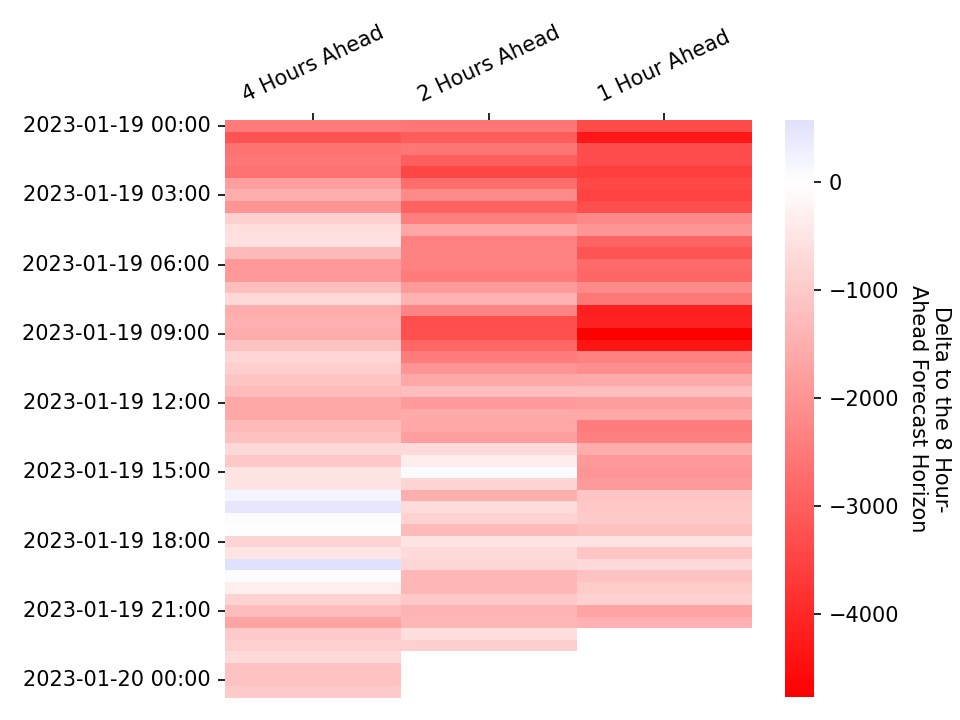 4 Hours Ahead
2 Hours Ahead
1 Hour Ahead
2023-01-19 00:00
2023-01-19 03:00
2023-01-19 06:00
2023-01-19 09:00
2023-01-19 12:00
2023-01-19 15:00
2023-01-19 18:00
2023-01-19 21:00
2023-01-20 00:00
0
−1000
−2000
−3000
−4000
Delta to the 8 Hour-
Ahead Forecast Horizon